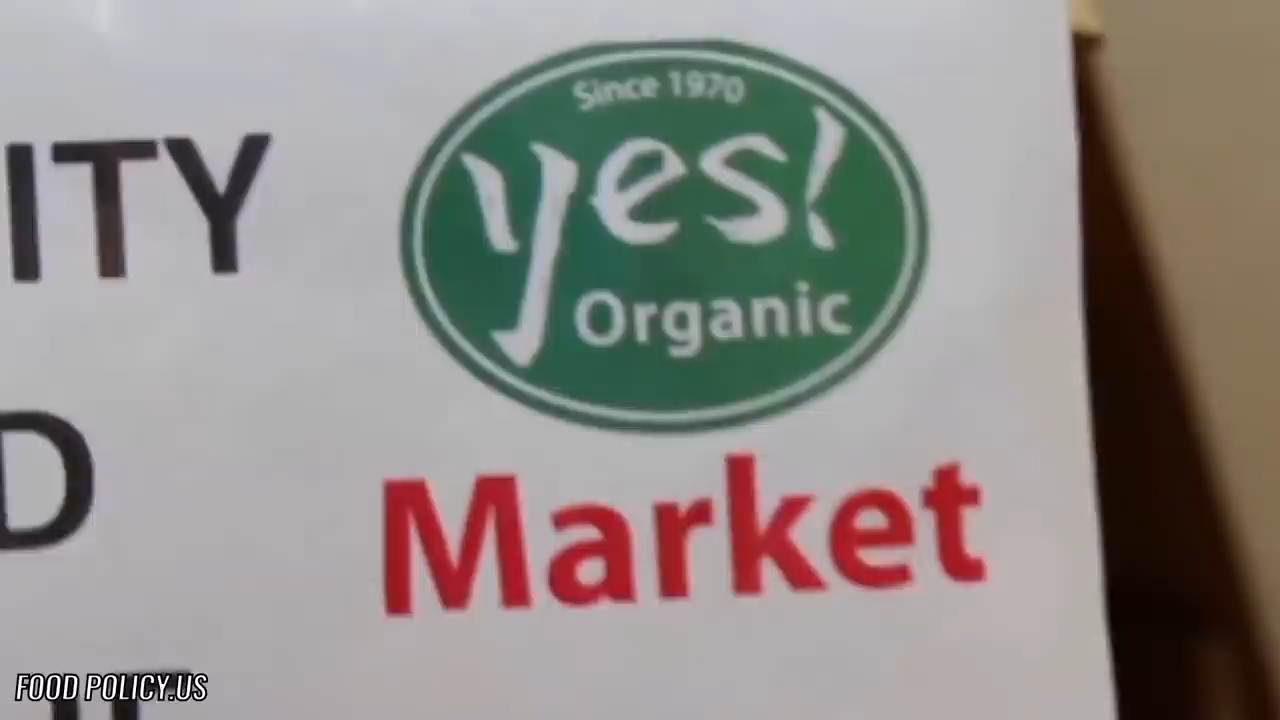 Since 1970
yes!
Organic
Market
ITY
D
FOOD POLICY.US